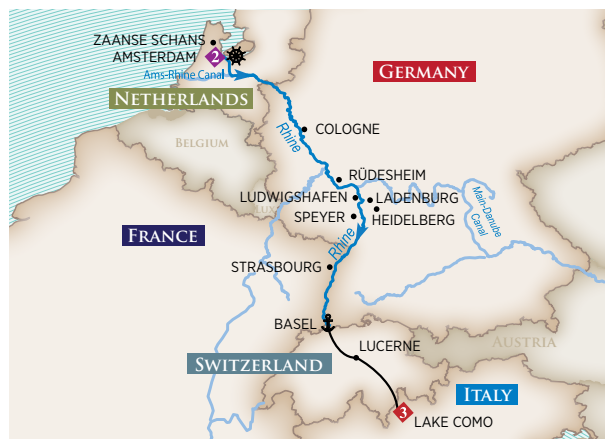 ZAANSE SCHANS
AMSTERDAM
2
Ams-Rhine Canal
NETHERLANDS
GERMANY
COLOGNE
Rhine
BELGIUM
RÜDESHEIM
LUDWIGSHAFEN
LADENBURG
LUX.
SPEYER
HEIDELBERG
Main-Danube
Canal
FRANCE
Rhine
STRASBOURG
BASEL
LUCERNE
AUSTRIA
SWITZERLAND
ITALY
3
LAKE COMO